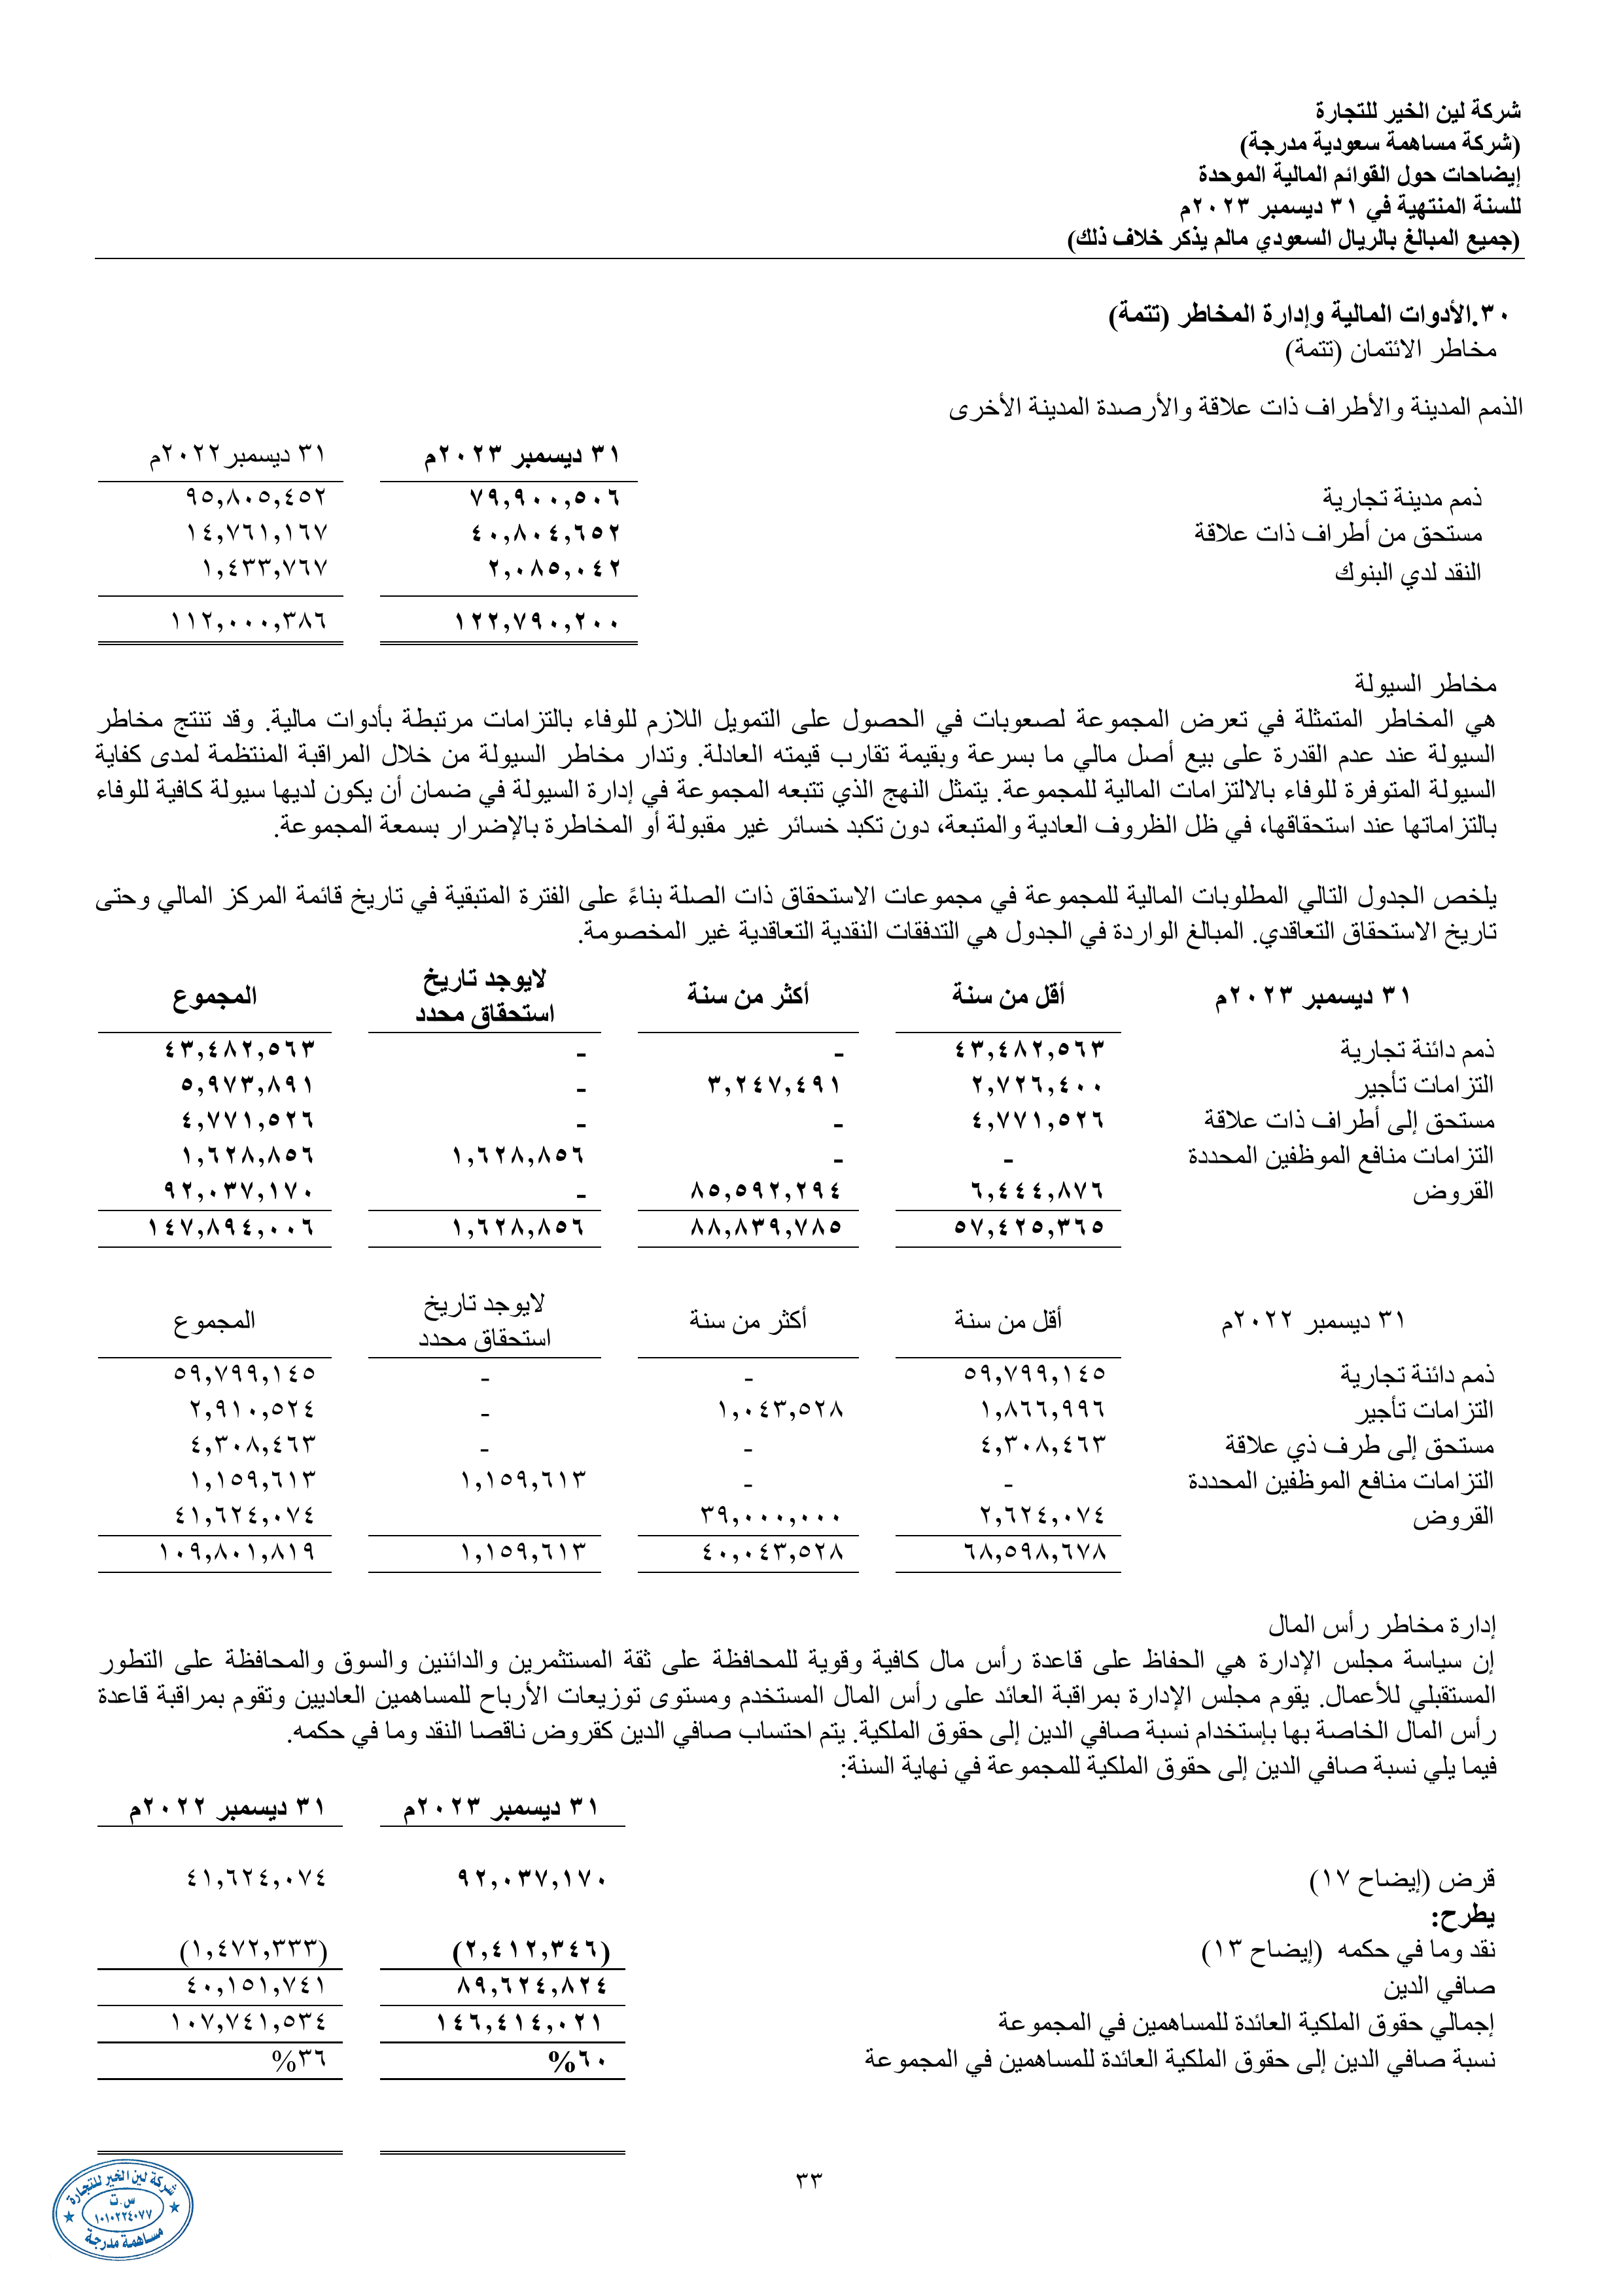 شركة لين الخير للتجارة
(شركة مساهمة سعودية مدرجة)
إيضاحات حول القوائم المالية الموحدة
للسنة المنتهية في ٣١ ديسمبر ٢٠٢٣م
(جميع المبالغ بالريال السعودي مالم يذكر خلاف ذلك)
٣٠.الأدوات المالية وإدارة المخاطر (تتمة)
مخاطر الائتمان (تتمة)
الذمم المدينة والأطراف ذات علاقة والأرصدة المدينة الأخرى
٣١ ديسمبر ٢٠٢٣م ٣١ ديسمبر٢٠٢٢م
ذمم مدينة تجارية ٧٩,٩٠٠,٥٠٦ ٩٥,٨٠٥,٤٥٢
مستحق من أطراف ذات علاقة ٤٠,٨٠٤,٦٥٢ ١٤,٧٦١,١٦٧
النقد لدي البنوك ٢,٠٨٥,٠٤٢ ١,٤٣٣,٧٦٧
١٢٢,٧٩٠,٢٠٠ ١١٢,٠٠٠,٣٨٦
مخاطر السيولة
هي المخاطر المتمثلة في تعرض المجموعة لصعوبات في الحصول على التمويل اللازم للوفاء بالتزامات مرتبطة بأدوات مالية. وقد تنتج مخاطر
السيولة عند عدم القدرة على بيع أصل مالي ما بسرعة وبقيمة تقارب قيمته العادلة. وتدار مخاطر السيولة من خلال المراقبة المنتظمة لمدى كفاية
السيولة المتوفرة للوفاء بالالتزامات المالية للمجموعة. يتمثل النهج الذي تتبعه المجموعة في إدارة السيولة في ضمان أن يكون لديها سيولة كافية للوفاء
بالتزاماتها عند استحقاقها، في ظل الظروف العادية والمتبعة، دون تكبد خسائر غير مقبولة أو المخاطرة بالإضرار بسمعة المجموعة.
يلخص الجدول التالي المطلوبات المالية للمجموعة في مجموعات الاستحقاق ذات الصلة بناءً على الفترة المتبقية في تاريخ قائمة المركز المالي وحتى
تاريخ الاستحقاق التعاقدي. المبالغ الواردة في الجدول هي التدفقات النقدية التعاقدية غير المخصومة.
٣١ ديسمبر ٢٠٢٣م أقل من سنة أكثر من سنة لايوجد تاريخ استحقاق محدد المجموع
ذمم دائنة تجارية ٤٣,٤٨٢,٥٦٣ - - ٤٣,٤٨٢,٥٦٣
التزامات تأجير ٢,٧٢٦,٤٠٠ ٣,٢٤٧,٤٩١ - ٥,٩٧٣,٨٩١
مستحق إلى أطراف ذات علاقة ٤,٧٧١,٥٢٦ - - ٤,٧٧١,٥٢٦
التزامات منافع الموظفين المحددة - - ١,٦٢٨,٨٥٦ ١,٦٢٨,٨٥٦
القروض ٦,٤٤٤,٨٧٦ ٨٥,٥٩٢,٢٩٤ - ٩٢,٠٣٧,١٧٠
٥٧,٤٢٥,٣٦٥ ٨٨,٨٣٩,٧٨٥ ١,٦٢٨,٨٥٦ ١٤٧,٨٩٤,٠٠٦
٣١ ديسمبر ٢٠٢٢م أقل من سنة أكثر من سنة لايوجد تاريخ استحقاق محدد المجموع
ذمم دائنة تجارية ٥٩,٧٩٩,١٤٥ - - ٥٩,٧٩٩,١٤٥
التزامات تأجير ١,٨٦٦,٩٩٦ ١,٠٤٣,٥٢٨ - ٢,٩١٠,٥٢٤
مستحق إلى طرف ذي علاقة ٤,٣٠٨,٤٦٣ - - ٤,٣٠٨,٤٦٣
التزامات منافع الموظفين المحددة - - ١,١٥٩,٦١٣ ١,١٥٩,٦١٣
القروض ٢,٦٢٤,٠٧٤ ٣٩,٠٠٠,٠٠٠ ٤١,٦٢٤,٠٧٤
٦٨,٥٩٨,٦٧٨ ٤٠,٠٤٣,٥٢٨ ١,١٥٩,٦١٣ ١٠٩,٨٠١,٨١٩
إدارة مخاطر رأس المال
إن سياسة مجلس الإدارة هي الحفاظ على قاعدة رأس مال كافية وقوية للمحافظة على ثقة المستثمرين والدائنين والسوق والمحافظة على التطور
المستقبلي للأعمال. يقوم مجلس الإدارة بمراقبة العائد على رأس المال المستخدم ومستوى توزيعات الأرباح للمساهمين العاديين وتقوم بمراقبة قاعدة
رأس المال الخاصة بها بإستخدام نسبة صافي الدين إلى حقوق الملكية. يتم احتساب صافي الدين كقروض ناقصا النقد وما في حكمه.
فيما يلي نسبة صافي الدين إلى حقوق الملكية للمجموعة في نهاية السنة:
٣١ ديسمبر ٢٠٢٣م ٣١ ديسمبر ٢٠٢٢م
قرض (إيضاح ١٧) ٩٢,٠٣٧,١٧٠ ٤١,٦٢٤,٠٧٤
يطرح:
نقد وما في حكمه (إيضاح ١٣) (٢,٤١٢,٣٤٦) (١,٤٧٢,٣٣٣)
صافي الدين ٨٩,٦٢٤,٨٢٤ ٤٠,١٥١,٧٤١
إجمالي حقوق الملكية العائدة للمساهمين في المجموعة ١٤٦,٤١٤,٠٢١ ١٠٧,٧٤١,٥٣٤
نسبة صافي الدين إلى حقوق الملكية العائدة للمساهمين في المجموعة ٦٠% ٣٦%
٣٣
شركة لين الخير للتجارة
س.ت
١٠١٠٢٢٤٠٧٧
مساهمة مدرجة